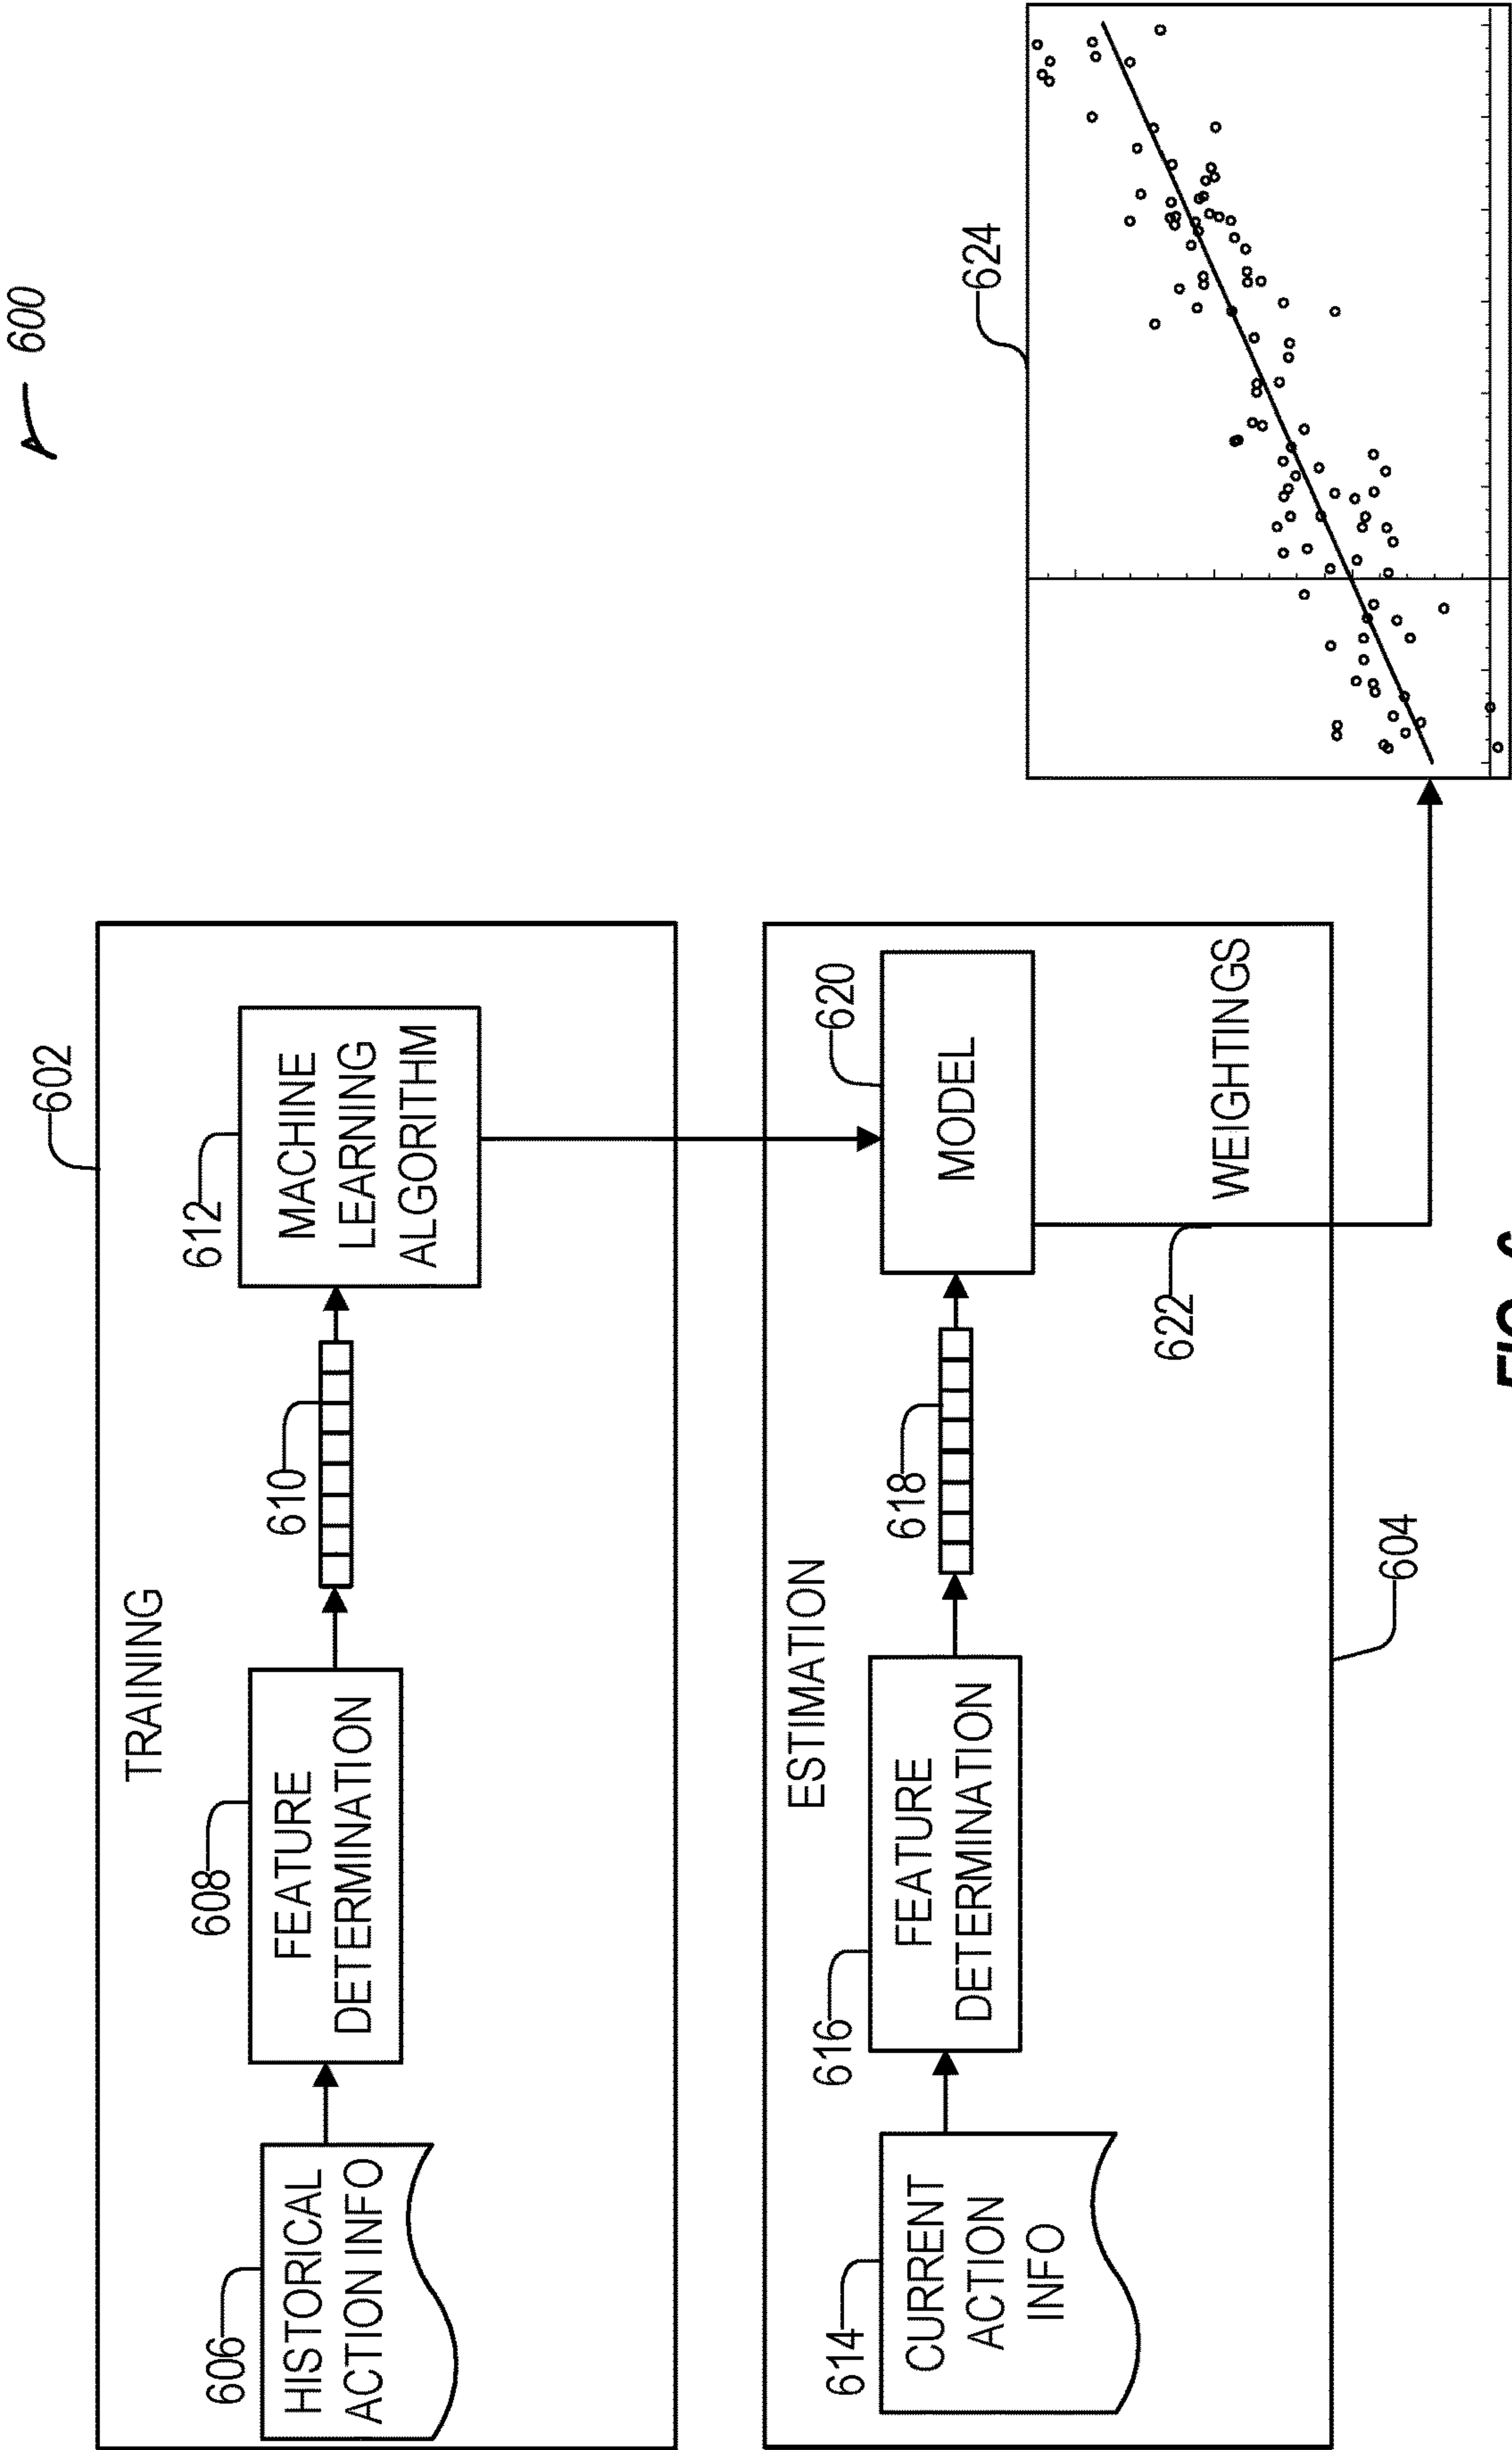 600
602
TRAINING
606
HISTORICAL
ACTION INFO
608
FEATURE
DETERMINATION
610
612
MACHINE
LEARNING
ALGORITHM
ESTIMATION
614
CURRENT
ACTION
INFO
616
FEATURE
DETERMINATION
618
620
MODEL
622
WEIGHTINGS
604
624